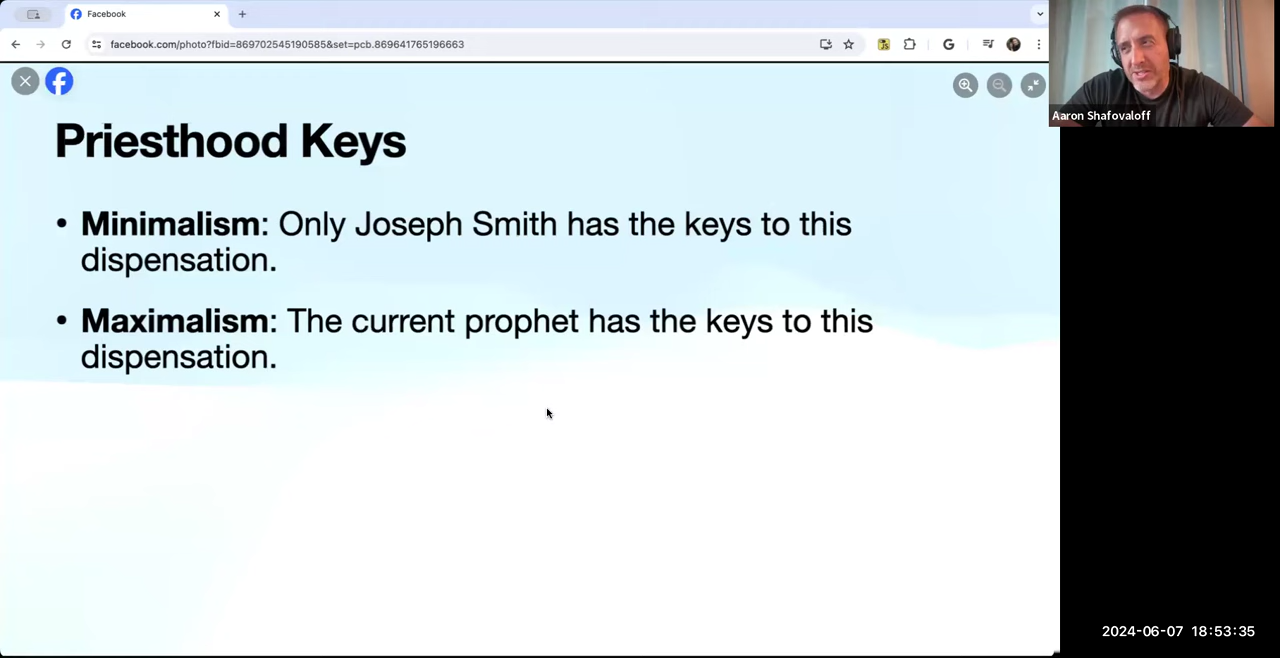 Facebook
facebook.com/photo?fbid=869702545190585&set=pcb.869641765196663
Aaron Shafovaloff
Priesthood Keys
• Minimalism: Only Joseph Smith has the keys to this
dispensation.
• Maximalism: The current prophet has the keys to this
dispensation.
2024-06-07 18:53:35